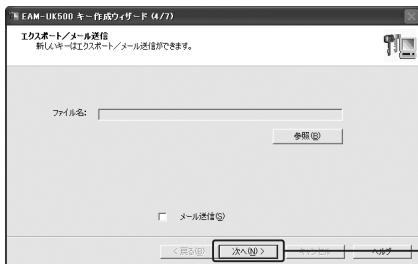 EAM-UK500 キー作成ウィザード (4/7)
エクスポート／メール送信
新しいキーはエクスポート／メール送信ができます。
ファイル名:
参照(B)
メール送信(S)
< 戻る(B) 次へ(N) > キャンセル ヘルプ